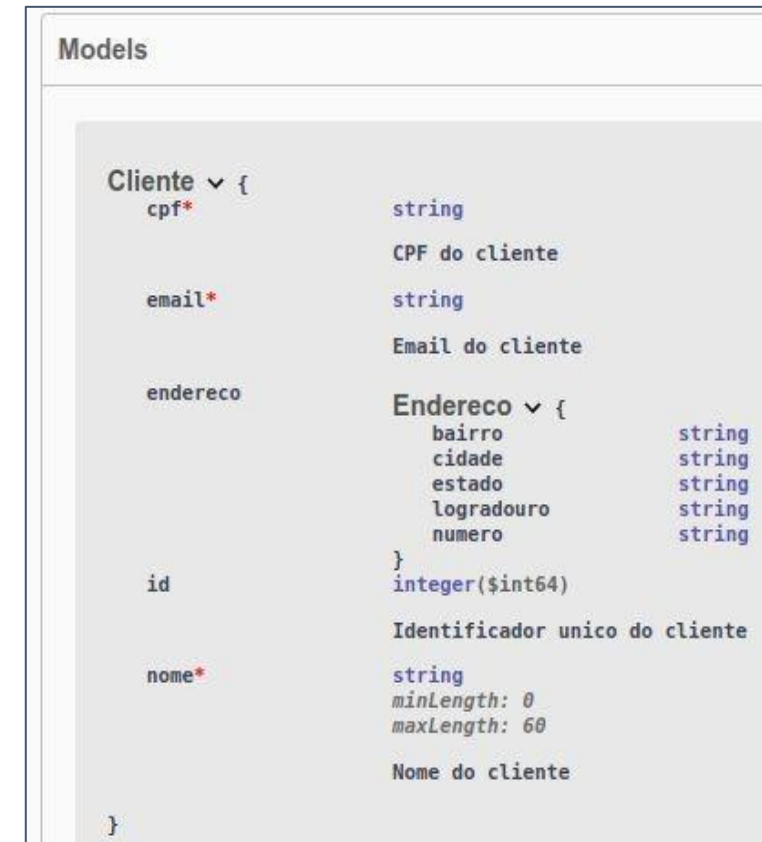 Models
Cliente {
cpf* string
CPF do cliente
email* string
Email do cliente
endereco Endereco {
bairro string
cidade string
estado string
logradouro string
numero string
}
id integer($int64)
Identificador unico do cliente
nome* string
minLength: 0
maxLength: 60
Nome do cliente
}